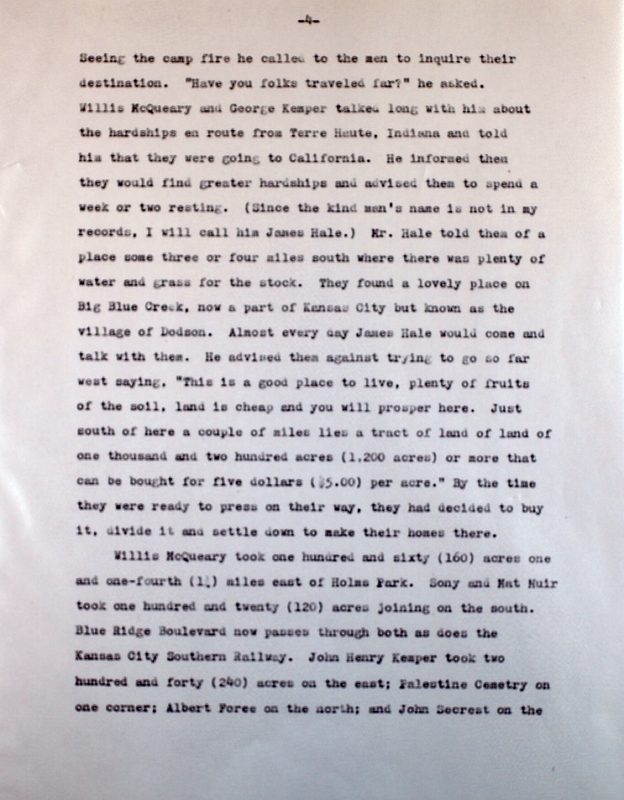 -4-
Seeing the camp fire he called to the men to inquire their
destination. "Have you folks traveled far?" he asked.
Willis McQueary and George Kemper talked long with him about
the hardships en route from Terre Haute, Indiana and told
him that they were going to California. He informed them
they would find greater hardships and advised them to spend a
week or two resting. (Since the kind man's name is not in my
records, I will call him James Hale.) Mr. Hale told them of a
place some three or four miles south where there was plenty of
water and grass for the stock. They found a lovely place on
Big Blue Creek, now a part of Kansas City but known as the
village of Dodson. Almost every day James Hale would come and
talk with them. He advised them against trying to go so far
west saying, "This is a good place to live, plenty of fruits
of the soil, land is cheap and you will prosper here. Just
south of here a couple of miles lies a tract of land of land of
one thousand and two hundred acres (1,200 acres) or more that
can be bought for five dollars ($5.00) per acre." By the time
they were ready to press on their way, they had decided to buy
it, divide it and settle down to make their homes there.
Willis McQueary took one hundred and sixty (160) acres one
and one-fourth (1¼) miles east of Holms Park. Sony and Mat Muir
took one hundred and twenty (120) acres joining on the south.
Blue Ridge Boulevard now passes through both as does the
Kansas City Southern Railway. John Henry Kemper took two
hundred and forty (240) acres on the east; Palestine Cemetry on
one corner; Albert Foree on the north; and John Secrest on the